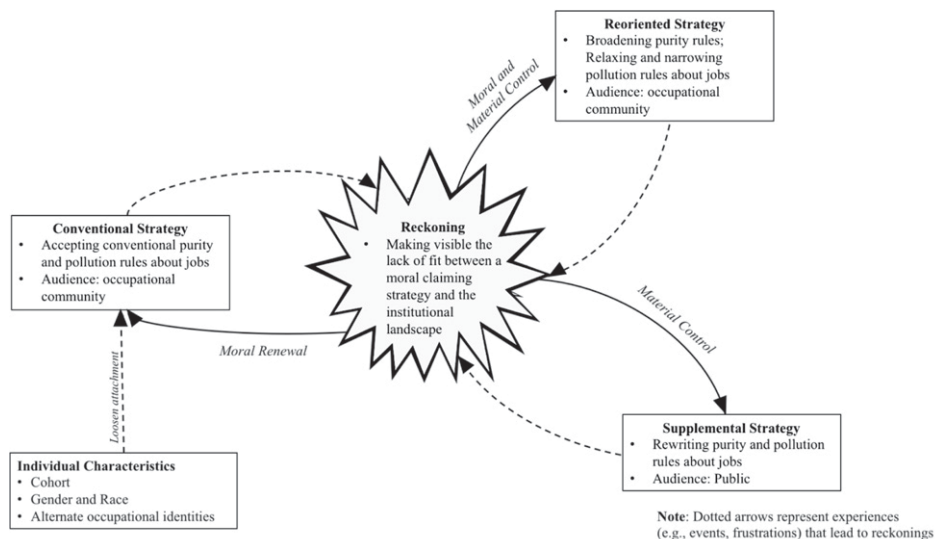 Reoriented Strategy
• Broadening purity rules;
Relaxing and narrowing
pollution rules about jobs
• Audience: occupational
community
Moral and
Material Control
Conventional Strategy
• Accepting conventional purity
and pollution rules about jobs
• Audience: occupational
community
Reckoning
• Making visible the
lack of fit between a
moral claiming
strategy and the
institutional
landscape
Material Control
Moral Renewal
Loosen attachment
Supplemental Strategy
• Rewriting purity and pollution
rules about jobs
• Audience: Public
Individual Characteristics
• Cohort
• Gender and Race
• Alternate occupational identities
Note: Dotted arrows represent experiences
(e.g., events, frustrations) that lead to reckonings